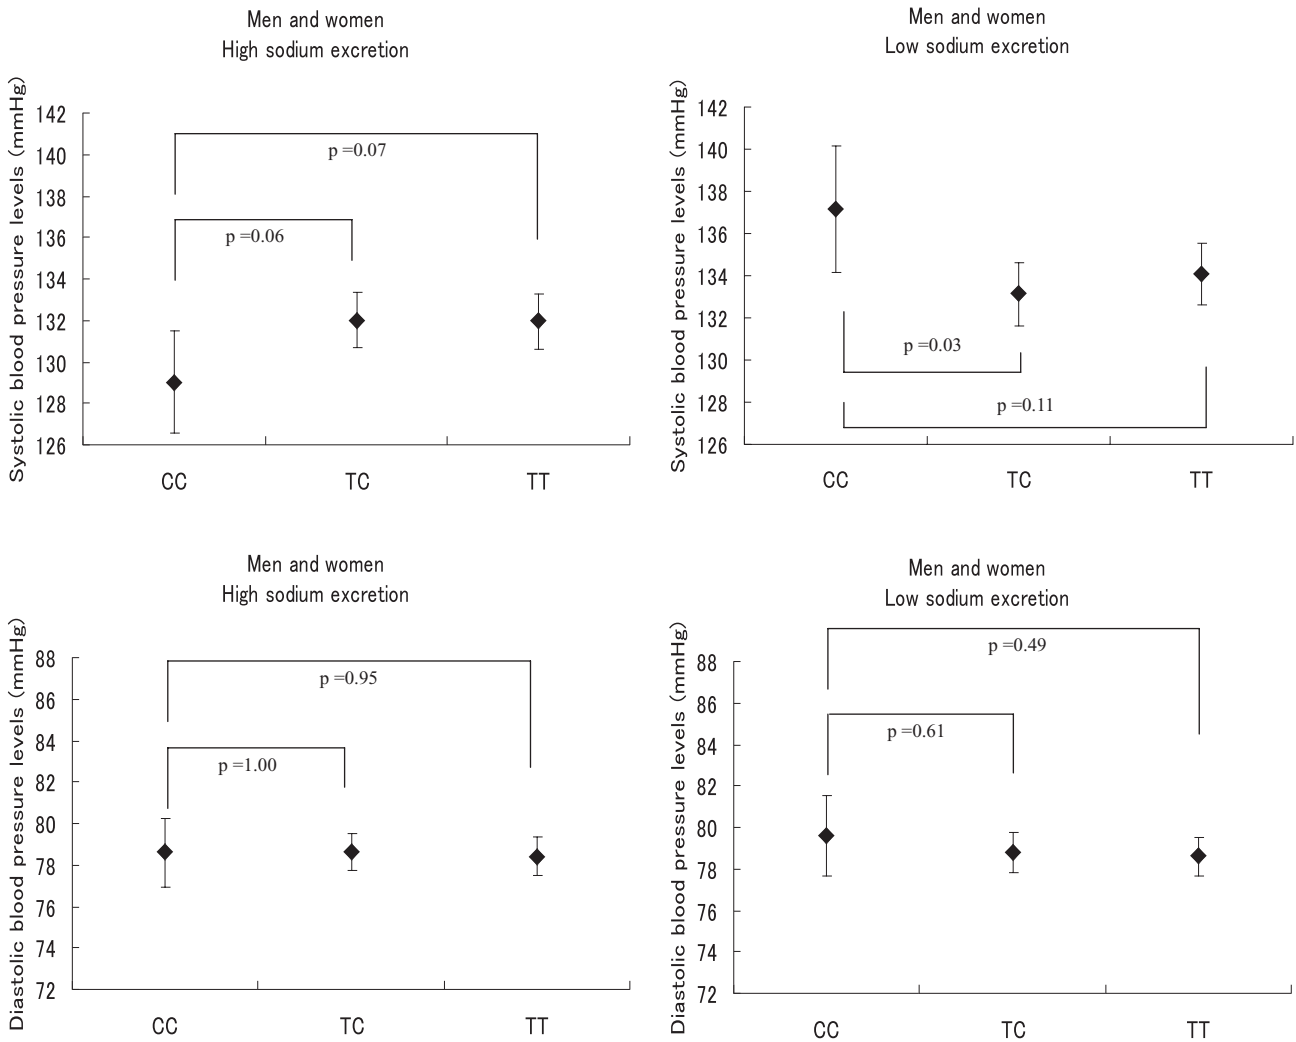 Men and women
High sodium excretion
Systolic blood pressure levels (mmHg)
142
140
138
136
134
132
130
128
126
p =0.07
p =0.06
CC
TC
TT
Men and women
Low sodium excretion
Systolic blood pressure levels (mmHg)
142
140
138
136
134
132
130
128
126
p =0.03
p =0.11
CC
TC
TT
Men and women
High sodium excretion
Diastolic blood pressure levels (mmHg)
88
86
84
82
80
78
76
74
72
p =0.95
p =1.00
CC
TC
TT
Men and women
Low sodium excretion
Diastolic blood pressure levels (mmHg)
88
86
84
82
80
78
76
74
72
p =0.49
p =0.61
CC
TC
TT